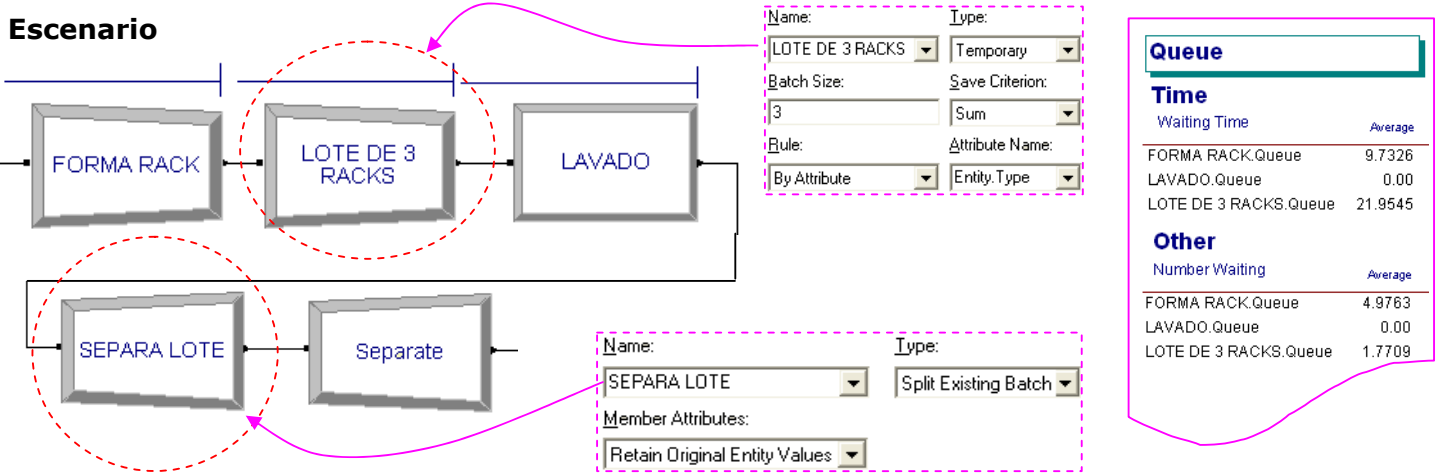 Escenario
FORMA RACK
LOTE DE 3
RACKS
LAVADO
SEPARA LOTE
Separate
Name: Type:
LOTE DE 3 RACKS Temporary
Batch Size: Save Criterion:
3 Sum
Rule: Attribute Name:
By Attribute Entity.Type
Name: Type:
SEPARA LOTE Split Existing Batch
Member Attributes:
Retain Original Entity Values
Queue
Time
Waiting Time Average
FORMA RACK.Queue 9.7326
LAVADO.Queue 0.00
LOTE DE 3 RACKS.Queue 21.9545
Other
Number Waiting Average
FORMA RACK.Queue 4.9763
LAVADO.Queue 0.00
LOTE DE 3 RACKS.Queue 1.7709